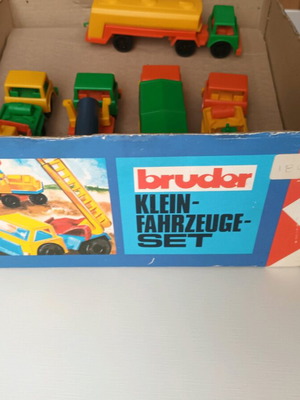 bruder
KLEIN-
FAHRZEUGE-
SET